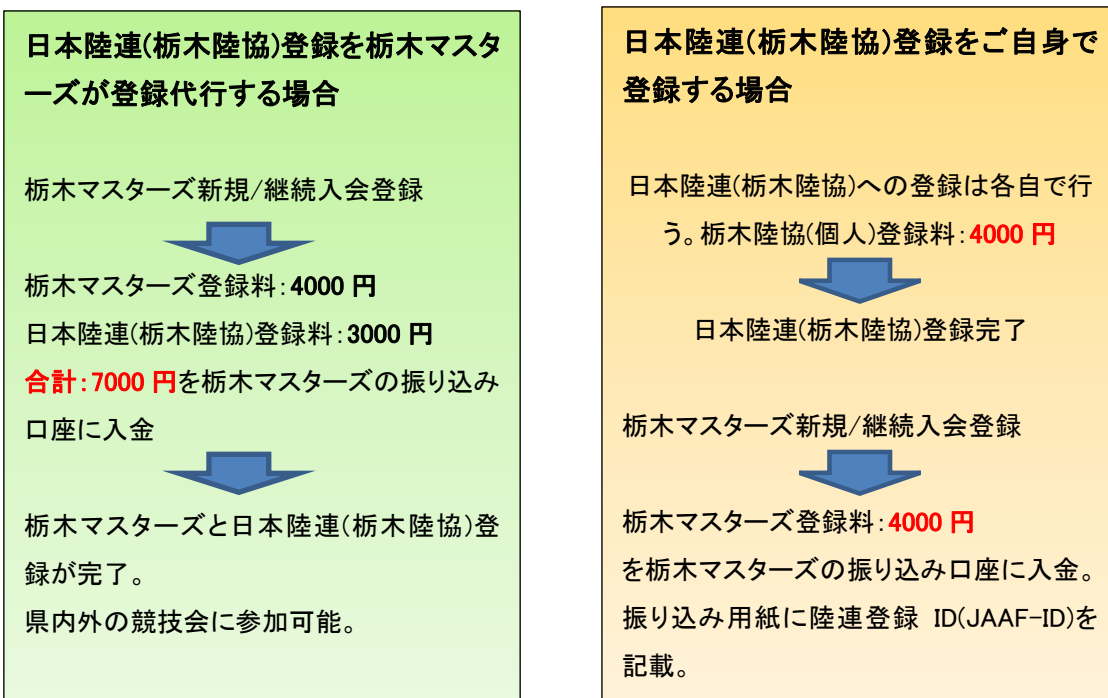 日本陸連(栃木陸協)登録を栃木マスタ
ーズが登録代行する場合
栃木マスターズ新規/継続入会登録
栃木マスターズ登録料:4000 円
日本陸連(栃木陸協)登録料:3000 円
合計:7000 円を栃木マスターズの振り込み
口座に入金
栃木マスターズと日本陸連(栃木陸協)登
録が完了。
県内外の競技会に参加可能。
日本陸連(栃木陸協)登録をご自身で
登録する場合
日本陸連(栃木陸協)への登録は各自で行
う。栃木陸協(個人)登録料:4000 円
日本陸連(栃木陸協)登録完了
栃木マスターズ新規/継続入会登録
栃木マスターズ登録料:4000 円
を栃木マスターズの振り込み口座に入金。
振り込み用紙に陸連登録 ID(JAAF-ID)を
記載。